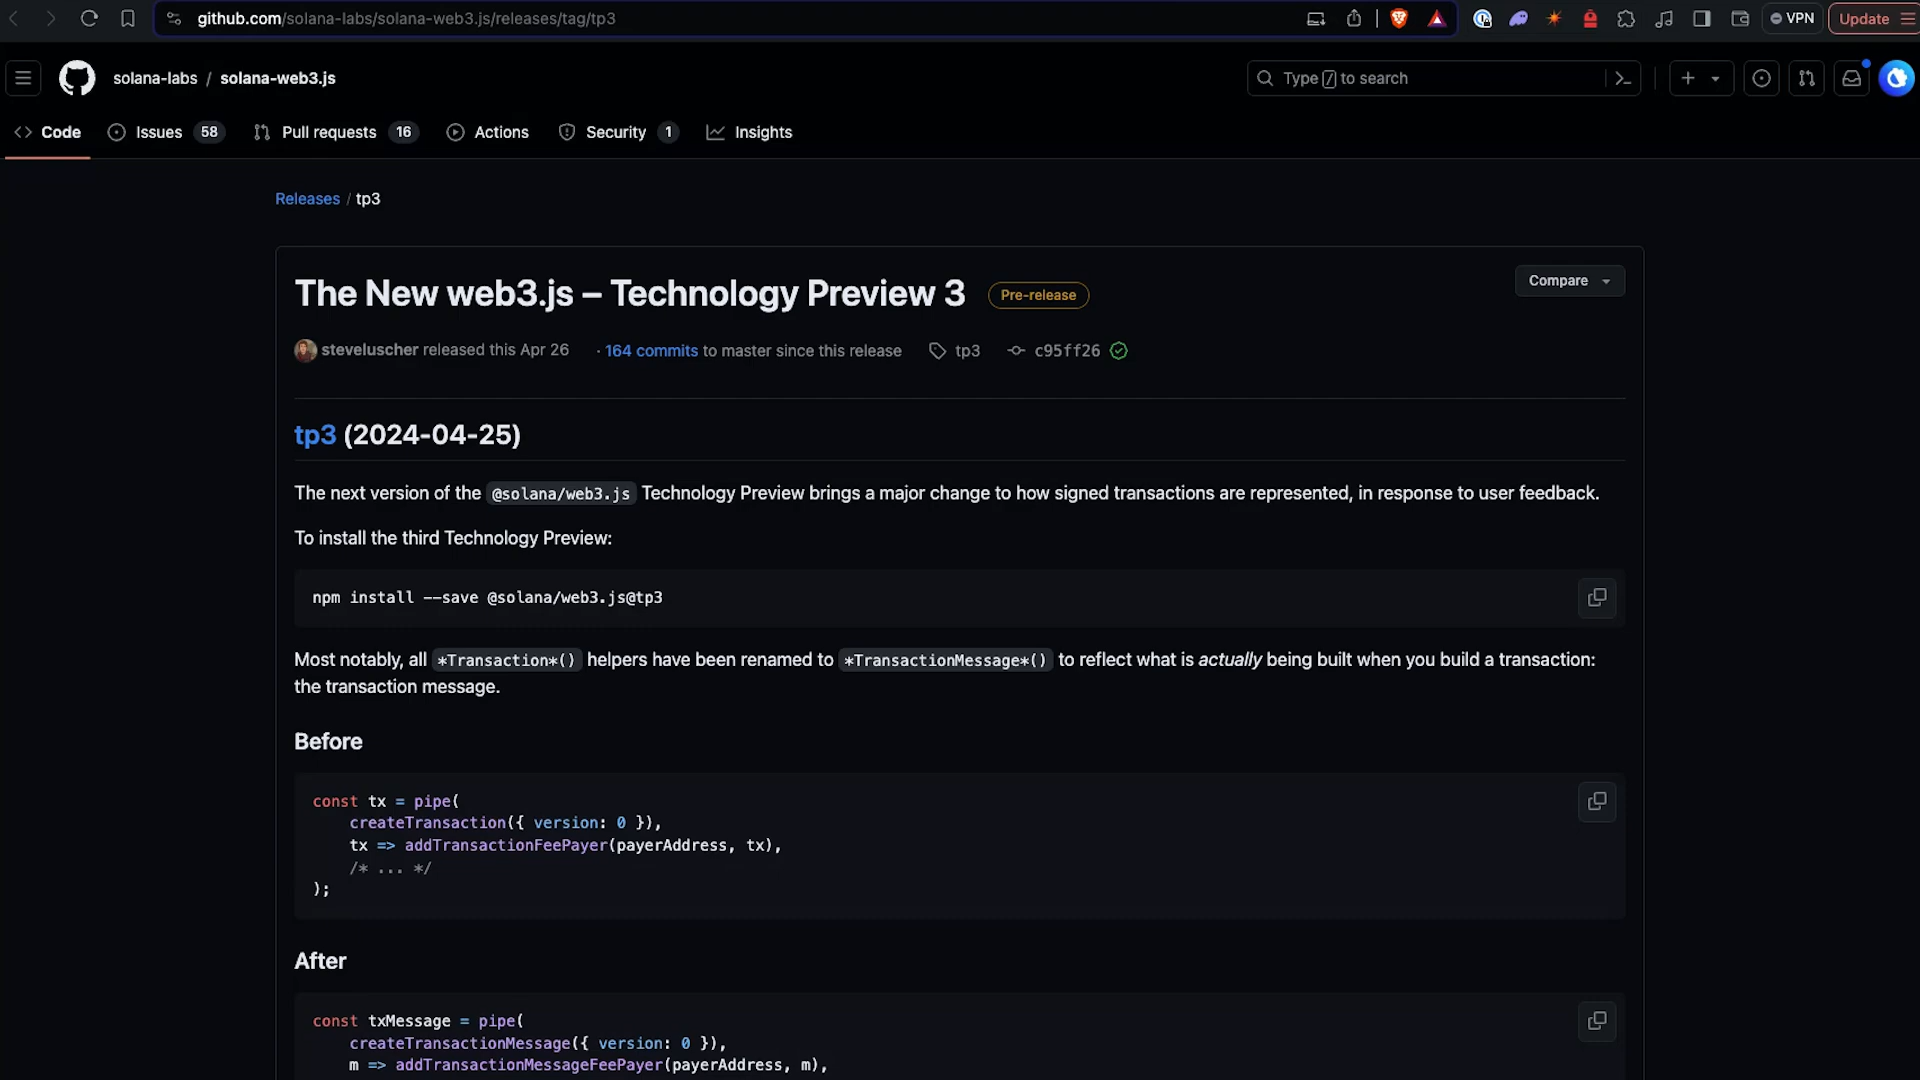 github.com/solana-labs/solana-web3.js/releases/tag/tp3
VPN
Update
solana-labs / solana-web3.js
Type / to search
Code
Issues 58
Pull requests 16
Actions
Security 1
Insights
Releases / tp3
The New web3.js – Technology Preview 3 Pre-release
Compare
steveluscher released this Apr 26 · 164 commits to master since this release tp3 c95ff26
tp3 (2024-04-25)
The next version of the @solana/web3.js Technology Preview brings a major change to how signed transactions are represented, in response to user feedback.
To install the third Technology Preview:
npm install --save @solana/web3.js@tp3
Most notably, all *Transaction*() helpers have been renamed to *TransactionMessage*() to reflect what is actually being built when you build a transaction:
the transaction message.
Before
const tx = pipe(
createTransaction({ version: 0 }),
tx => addTransactionFeePayer(payerAddress, tx),
/* ... */
);
After
const txMessage = pipe(
createTransactionMessage({ version: 0 }),
m => addTransactionMessageFeePayer(payerAddress, m),